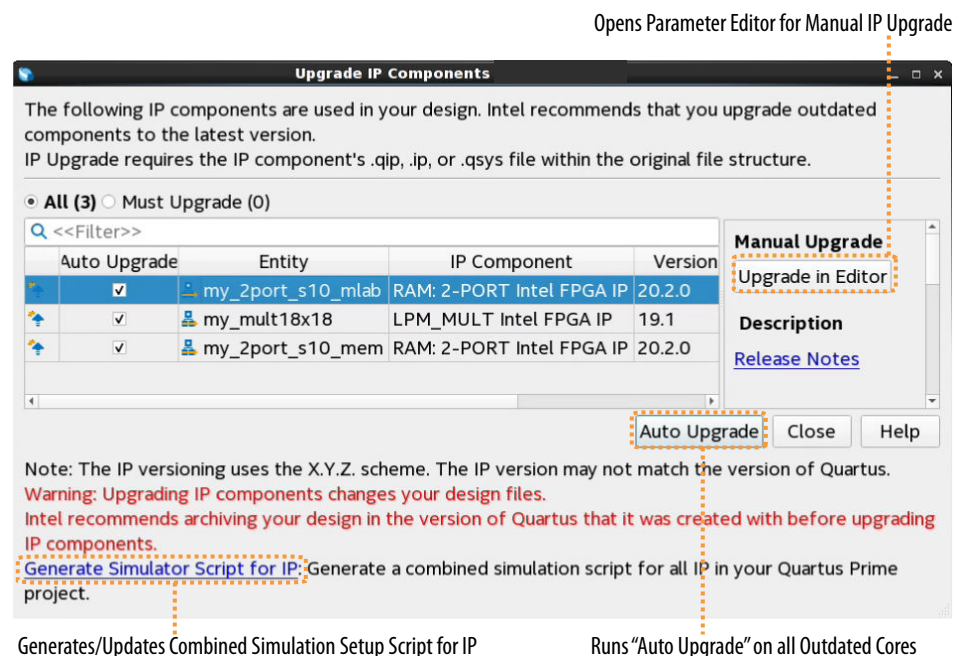 Opens Parameter Editor for Manual IP Upgrade
Upgrade IP Components
The following IP components are used in your design. Intel recommends that you upgrade outdated
components to the latest version.
IP Upgrade requires the IP component's .qip, .ip, or .qsys file within the original file structure.
All (3) Must Upgrade (0)
<<Filter>>
Auto Upgrade Entity IP Component Version
my_2port_s10_mlab RAM: 2-PORT Intel FPGA IP 20.2.0
my_mult18x18 LPM_MULT Intel FPGA IP 19.1
my_2port_s10_mem RAM: 2-PORT Intel FPGA IP 20.2.0
Manual Upgrade
Upgrade in Editor
Description
Release Notes
Auto Upgrade Close Help
Note: The IP versioning uses the X.Y.Z. scheme. The IP version may not match the version of Quartus.
Warning: Upgrading IP components changes your design files.
Intel recommends archiving your design in the version of Quartus that it was created with before upgrading
IP components.
Generate Simulator Script for IP: Generate a combined simulation script for all IP in your Quartus Prime
project.
Generates/Updates Combined Simulation Setup Script for IP
Runs “Auto Upgrade” on all Outdated Cores